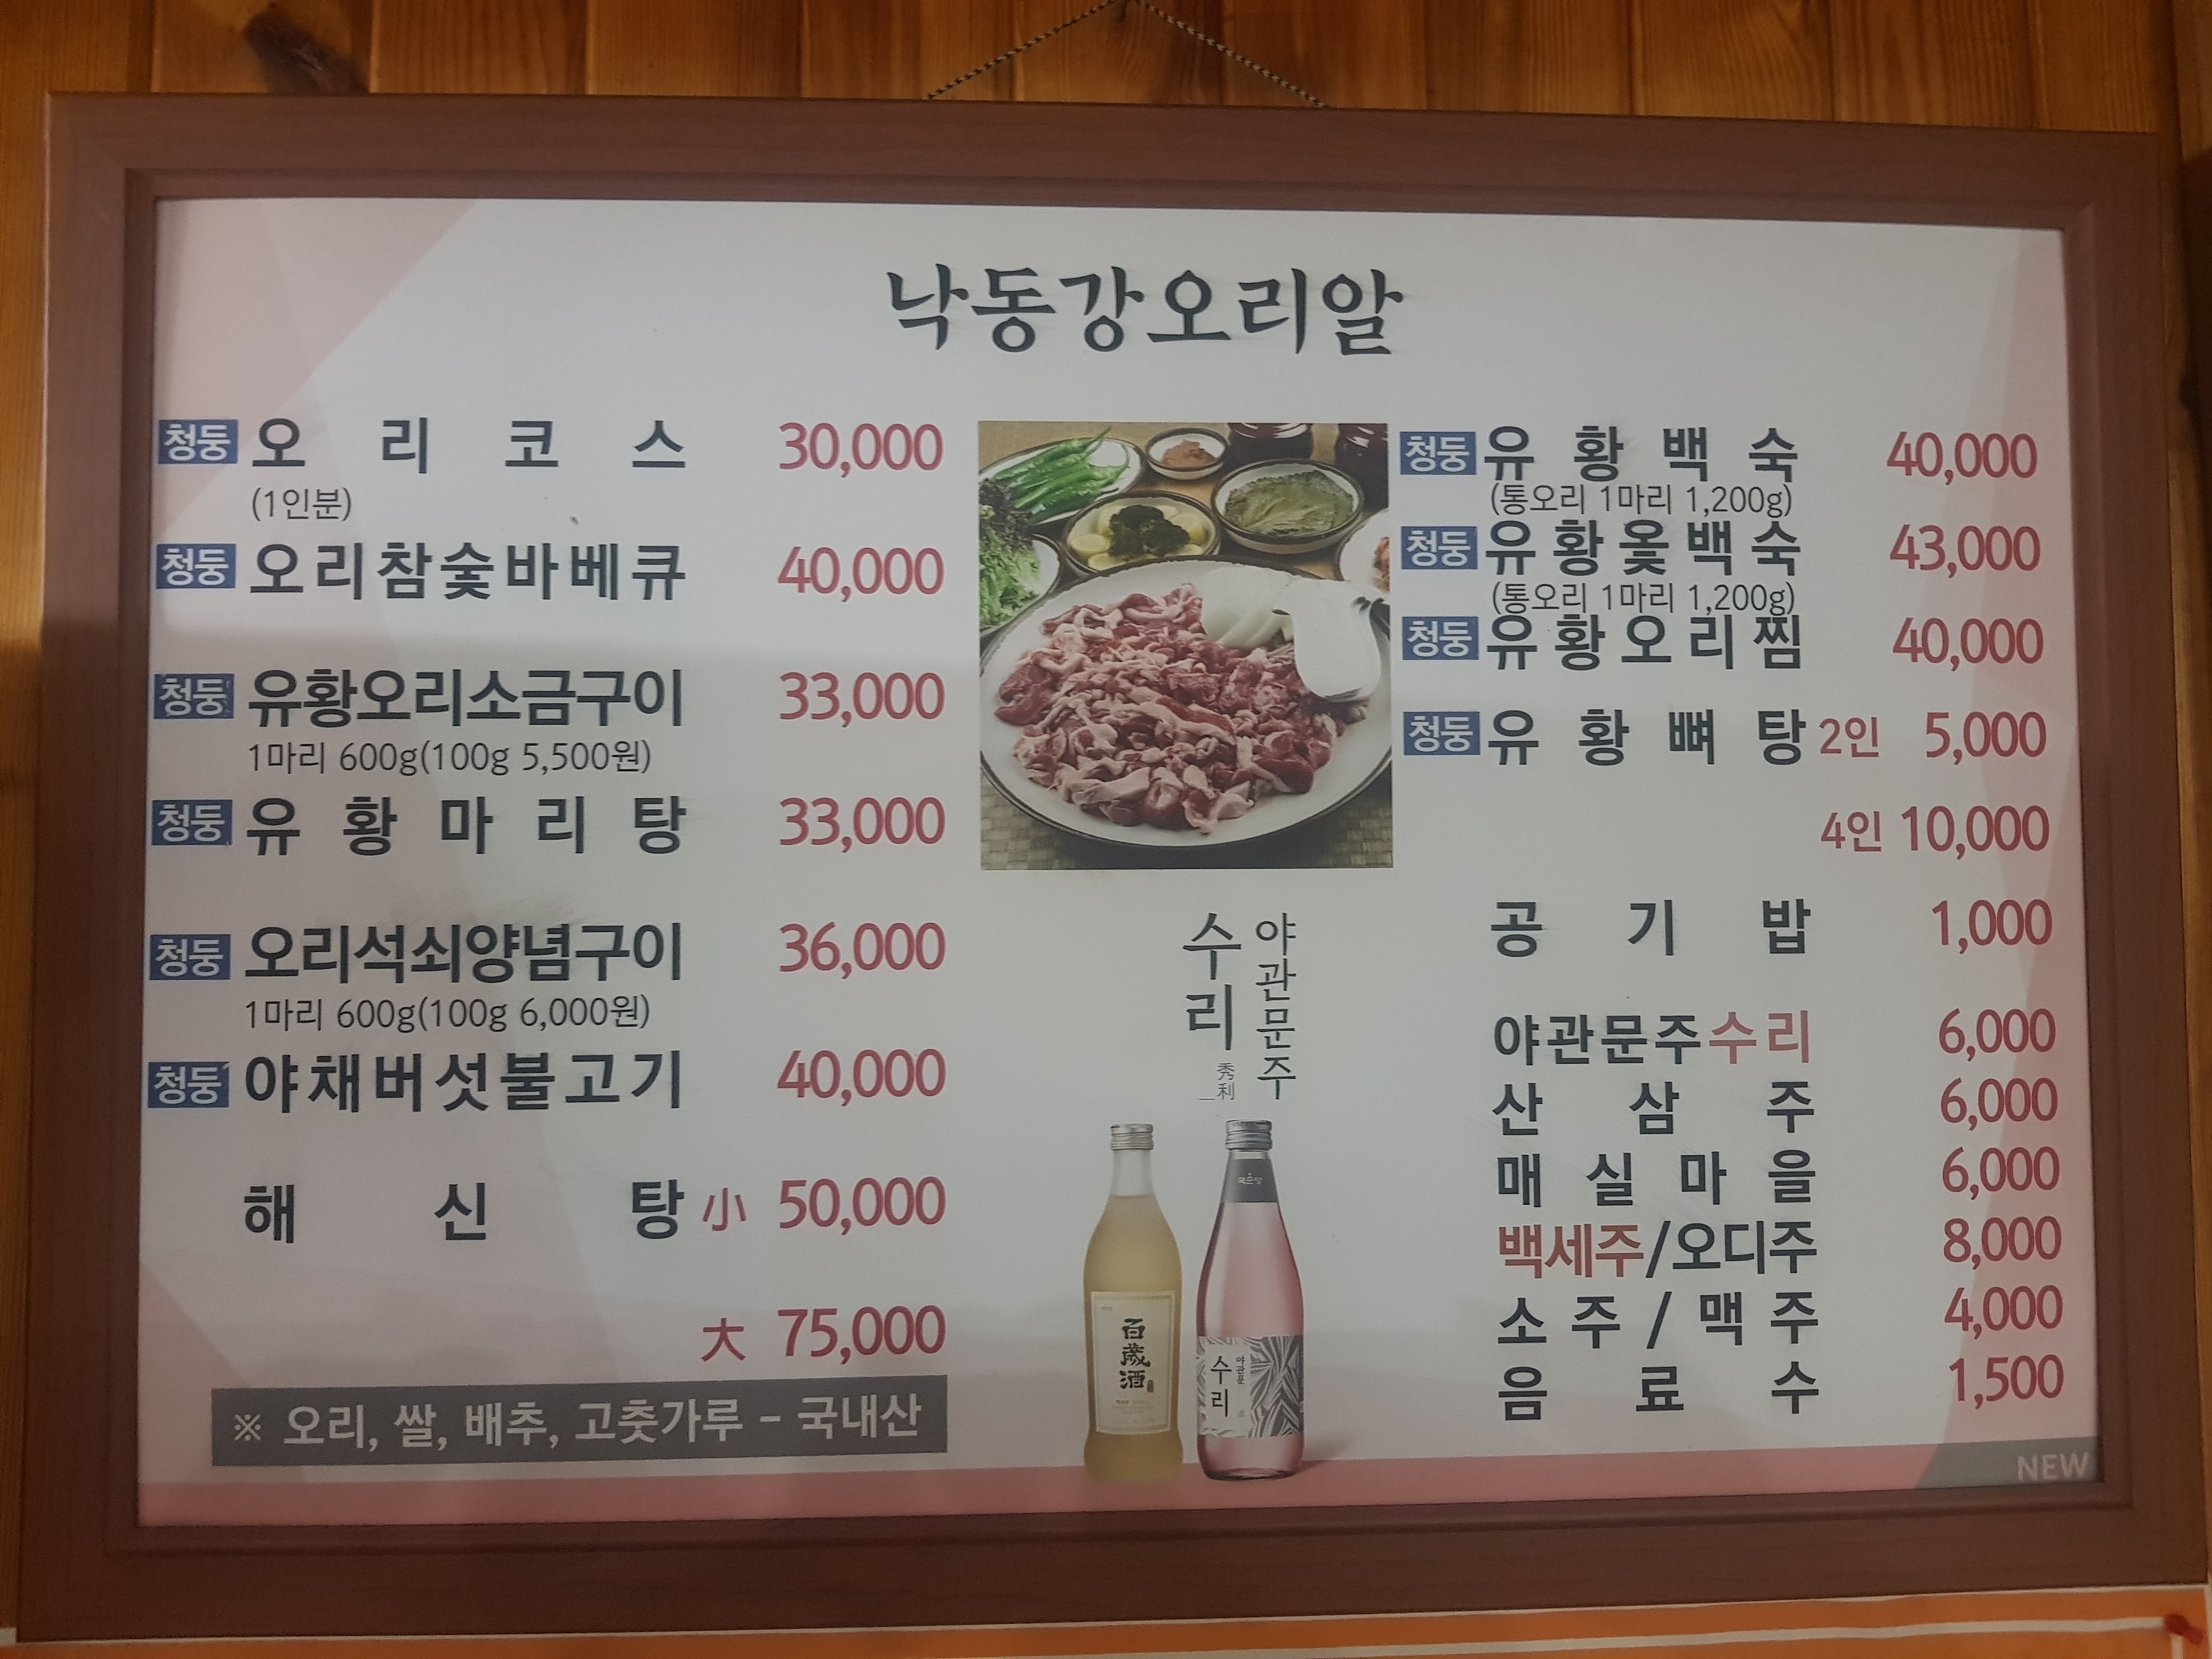 낙동강오리알
청둥 오리코스 30,000
(1인분)
청둥 오리참숯바베큐 40,000
청둥 유황오리소금구이 33,000
1마리 600g(100g 5,500원)
청둥 유황마리탕 33,000
청둥 오리석쇠양념구이 36,000
1마리 600g(100g 6,000원)
청둥 야채버섯불고기 40,000
해신탕 小 50,000
大 75,000
※ 오리, 쌀, 배추, 고춧가루 - 국내산
야관문주
수리
秀利
百歲酒
야관문
수리
청둥 유황백숙 40,000
(통오리 1마리 1,200g)
청둥 유황옻백숙 43,000
(통오리 1마리 1,200g)
청둥 유황오리찜 40,000
청둥 유황뼈탕 2인 5,000
4인 10,000
공기밥 1,000
야관문주수리 6,000
산삼주 6,000
매실마을 6,000
백세주/오디주 8,000
소주/맥주 4,000
음료수 1,500
NEW